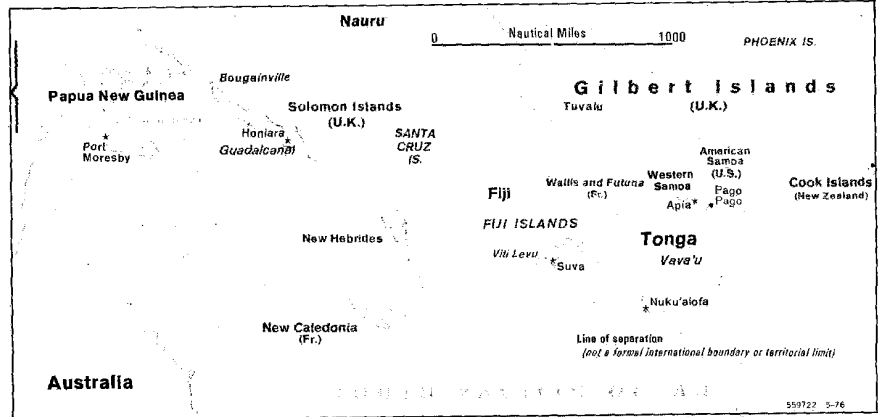 Nauru
0 Nautical Miles 1000
PHOENIX IS.
Bougainville
Papua New Guinea
Gilbert Islands
(U.K.)
Tuvalu
Solomon Islands
(U.K.)
Honiara
Guadalcanal
SANTA
CRUZ
IS.
Port
Moresby
American
Samoa
(U.S.)
Pago
Pago
Western
Samoa
Apia
Wallis and Futuna
(Fr.)
Cook Islands
(New Zealand)
Fiji
FIJI ISLANDS
New Hebrides
Tonga
Vava'u
Viti Levu
Suva
Nuku'alofa
New Caledonia
(Fr.)
Line of separation
(not a formal international boundary or territorial limit)
Australia
559722 5-76